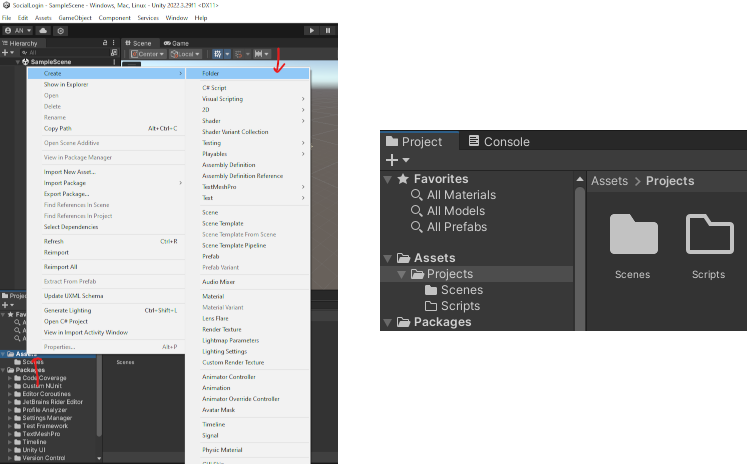 SocialLogin - SampleScene - Windows, Mac, Linux - Unity 2022.3.29f1 <DX11>
File Edit Assets GameObject Component Services Window Help
AN
Hierarchy
Scene Game
All
Center Local
SampleScene
Create
Show in Explorer
Open
Delete
Rename
Copy Path Alt+Ctrl+C
Open Scene Additive
View in Package Manager
Import New Asset...
Import Package
Export Package...
Find References In Scene
Find References In Project
Select Dependencies
Refresh Ctrl+R
Reimport
Reimport All
Extract From Prefab
Update UXML Schema
Generate Lighting Ctrl+Shift+L
Open C# Project
View in Import Activity Window
Properties... Alt+P
Folder
C# Script
Visual Scripting
2D
Shader
Shader Variant Collection
Testing
Playables
Assembly Definition
Assembly Definition Reference
TextMeshPro
Text
Scene
Scene Template
Scene Template From Scene
Scene Template Pipeline
Prefab
Prefab Variant
Audio Mixer
Material
Material Variant
Lens Flare
Render Texture
Lightmap Parameters
Lighting Settings
Custom Render Texture
Animator Controller
Animation
Animator Override Controller
Avatar Mask
Timeline
Signal
Physic Material
Projec
Favo
A
A
A
Assets
Scenes
Scenes
Packages
Code Coverage
Custom NUnit
Editor Coroutines
JetBrains Rider Editor
Profile Analyzer
Settings Manager
Test Framework
TextMeshPro
Timeline
Unity UI
Version Control
Project Console
Favorites
All Materials
All Models
All Prefabs
Assets
Projects
Scenes
Scripts
Packages
Assets > Projects
Scenes Scripts